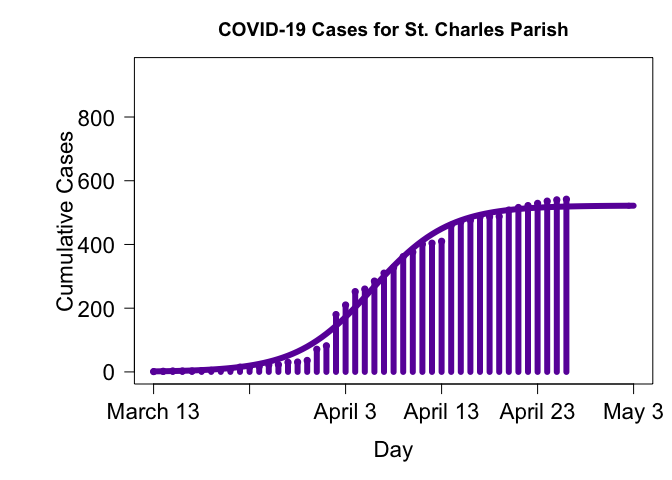 COVID-19 Cases for St. Charles Parish
Cumulative Cases
800
600
400
200
0
March 13
April 3
April 13
April 23
May 3
Day